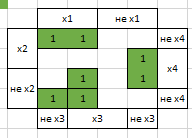 x1 не x1
x2 1 1 не x4
1 x4
1
не x2 1
1 1 не x4
не x3 x3 не x3